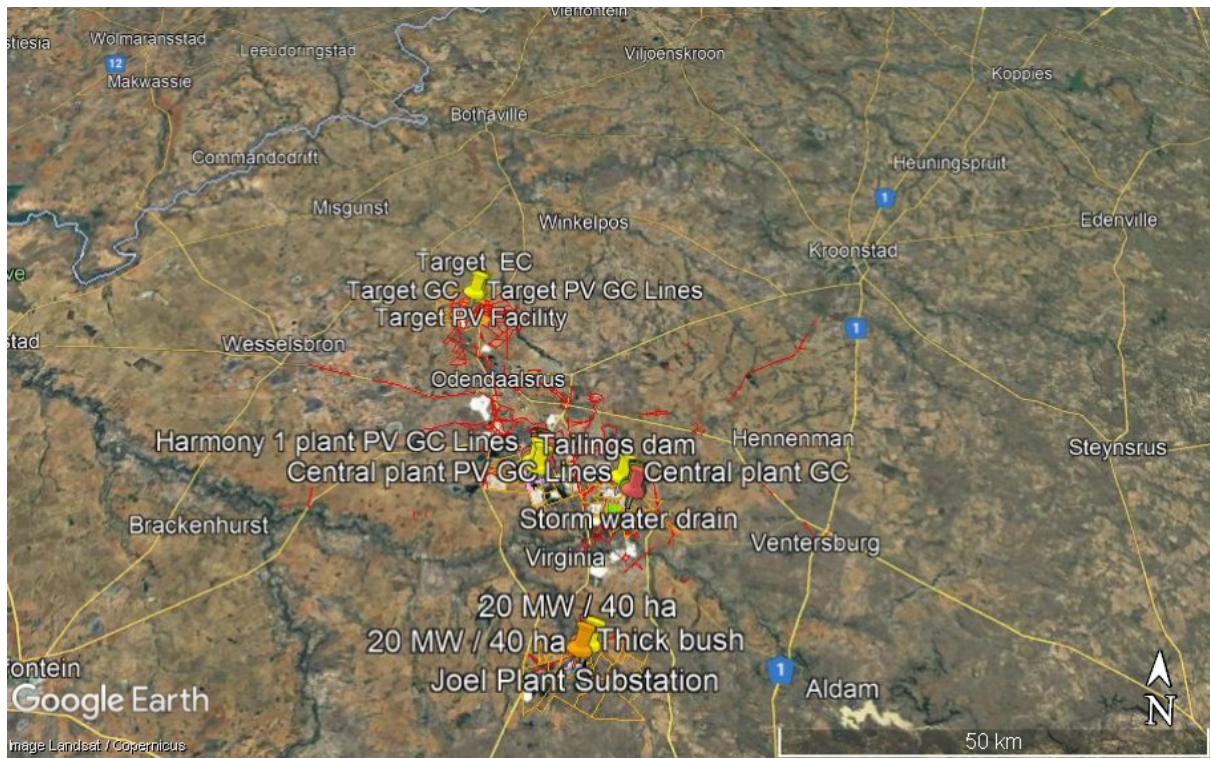 Vierfontein
stiesia
Wolmaransstad
Leeudoringstad
Viljoenskroon
12
Makwassie
Koppies
Bothaville
Commandodrift
Heuningspruit
1
Misgunst
Winkelpos
Edenville
Kroonstad
ve
Target EC
Target GC
Target PV GC Lines
Target PV Facility
1
stad
Wesselsbron
Odendaalsrus
Harmony 1 plant PV GC Lines
Tailings dam
Hennenman
Steynsrus
Central plant PV GC Lines
Central plant GC
Storm water drain
Brackenhurst
Virginia
Ventersburg
20 MW / 40 ha
20 MW / 40 ha
Thick bush
fontein
Joel Plant Substation
1
Aldam
Google Earth
N
50 km
Image Landsat / Copernicus